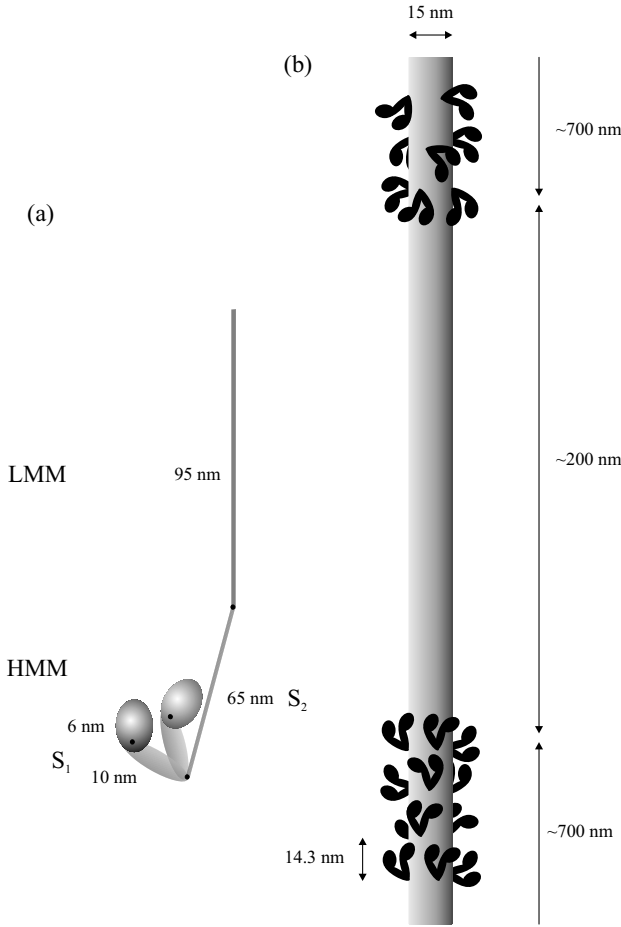 15 nm
(b)
~700 nm
(a)
~200 nm
LMM
95 nm
HMM
65 nm
S₂
6 nm
S₁
10 nm
~700 nm
14.3 nm